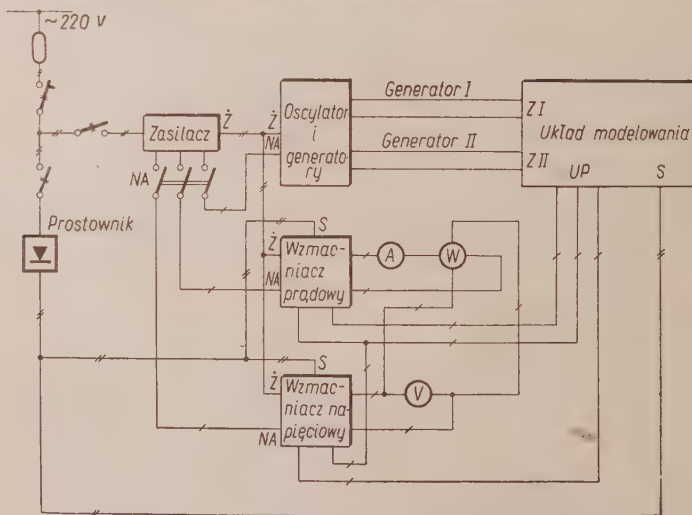 ~220 V
Zasilacz
Ż
NA
Prostownik
Ż
NA
Oscylator
i
generato-
ry
Generator I
Generator II
Z I
Układ modelowania
Z II
UP
S
S
Ż
NA
Wzmac-
niacz
prądowy
A
W
S
Ż
NA
Wzmac-
niacz na-
pięciowy
V